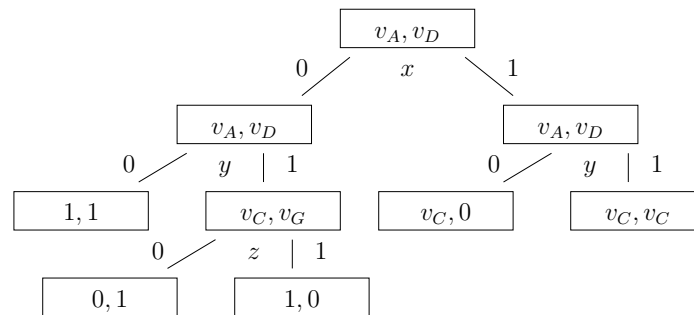 v_A, v_D
0 x 1
v_A, v_D v_A, v_D
0 y 1 0 y 1
1, 1 v_C, v_G v_C, 0 v_C, v_C
0 z 1
0, 1 1, 0